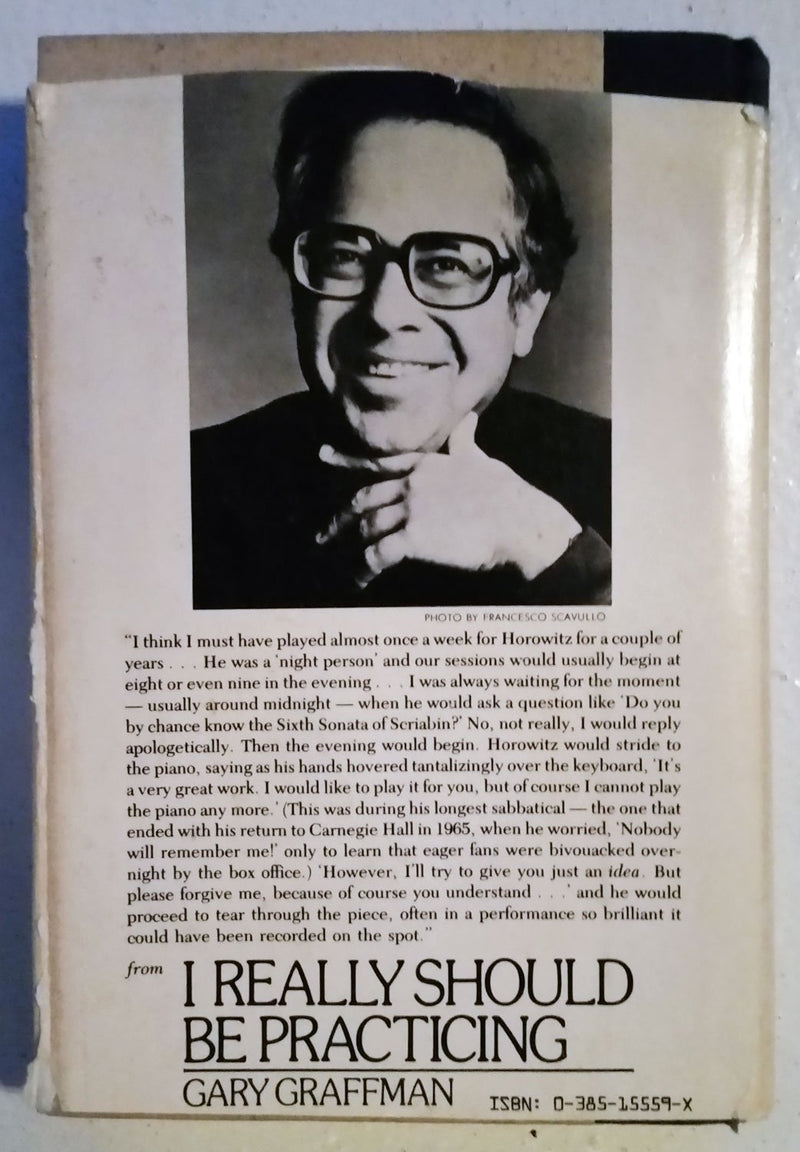 PHOTO BY FRANCESCO SCAVULLO
"I think I must have played almost once a week for Horowitz for a couple of
years . . . He was a 'night person' and our sessions would usually begin at
eight or even nine in the evening . . . I was always waiting for the moment
— usually around midnight — when he would ask a question like 'Do you
by chance know the Sixth Sonata of Scriabin?' No, not really, I would reply
apologetically. Then the evening would begin. Horowitz would stride to
the piano, saying as his hands hovered tantalizingly over the keyboard, 'It's
a very great work. I would like to play it for you, but of course I cannot play
the piano any more.' (This was during his longest sabbatical — the one that
ended with his return to Carnegie Hall in 1965, when he worried, 'Nobody
will remember me!' only to learn that eager fans were bivouacked over-
night by the box office.) 'However, I'll try to give you just an idea. But
please forgive me, because of course you understand . . .' and he would
proceed to tear through the piece, often in a performance so brilliant it
could have been recorded on the spot."
from I REALLY SHOULD
BE PRACTICING
GARY GRAFFMAN ISBN: 0-385-15559-X